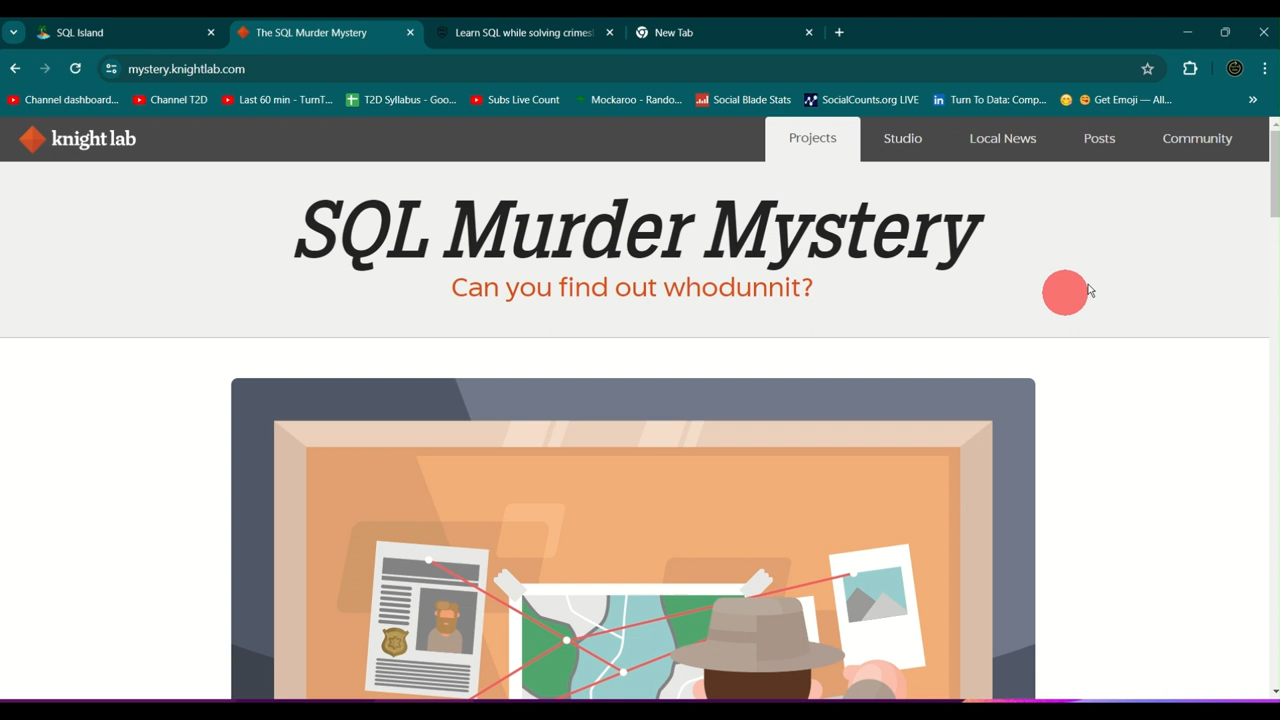 SQL Island
The SQL Murder Mystery
Learn SQL while solving crimes
New Tab
mystery.knightlab.com
Channel dashboard...
Channel T2D
Last 60 min - TurnT...
T2D Syllabus - Goo...
Subs Live Count
Mockaroo - Rando...
Social Blade Stats
SocialCounts.org LIVE
Turn To Data: Comp...
Get Emoji — All...
knight lab
Projects
Studio
Local News
Posts
Community
SQL Murder Mystery
Can you find out whodunnit?